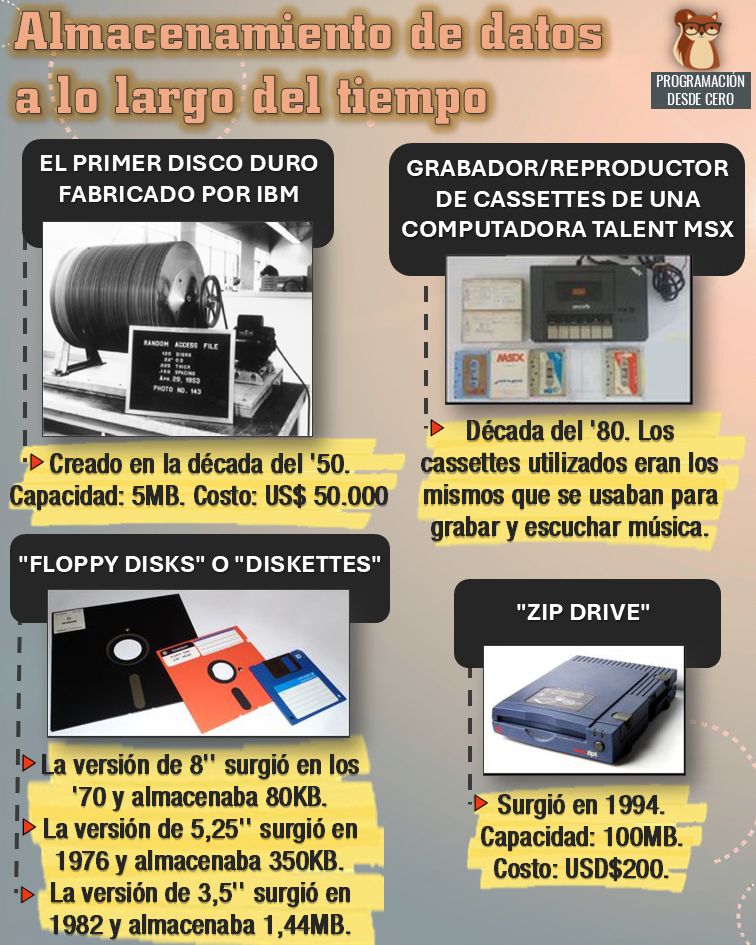 Almacenamiento de datos
a lo largo del tiempo
PROGRAMACIÓN
DESDE CERO
EL PRIMER DISCO DURO
FABRICADO POR IBM
RANDOM ACCESS FILE
120 DISKS
24" O D
.025 THICK
.160 SPACING
APR. 29, 1953
PHOTO NO. 143
Creado en la década del '50.
Capacidad: 5MB. Costo: US$ 50.000
GRABADOR/REPRODUCTOR
DE CASSETTES DE UNA
COMPUTADORA TALENT MSX
MSX
Década del '80. Los
cassettes utilizados eran los
mismos que se usaban para
grabar y escuchar música.
"FLOPPY DISKS" O "DISKETTES"
La versión de 8'' surgió en los
'70 y almacenaba 80KB.
La versión de 5,25'' surgió en
1976 y almacenaba 350KB.
La versión de 3,5'' surgió en
1982 y almacenaba 1,44MB.
"ZIP DRIVE"
zip
Surgió en 1994.
Capacidad: 100MB.
Costo: USD$200.